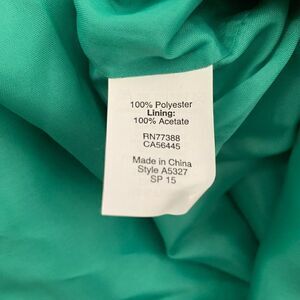 100% Polyester
Lining:
100% Acetate
RN77388
CA56445
Made in China
Style A5327
SP 15